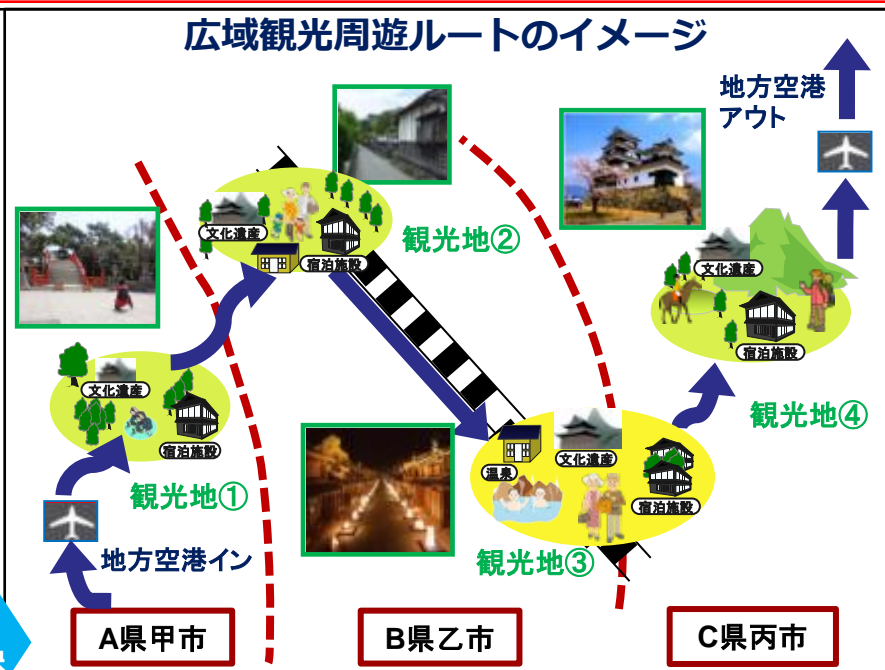 広域観光周遊ルートのイメージ
地方空港
アウト
文化遺産
宿泊施設
観光地②
文化遺産
宿泊施設
観光地④
文化遺産
宿泊施設
観光地①
温泉
文化遺産
宿泊施設
観光地③
地方空港イン
A県甲市
B県乙市
C県丙市